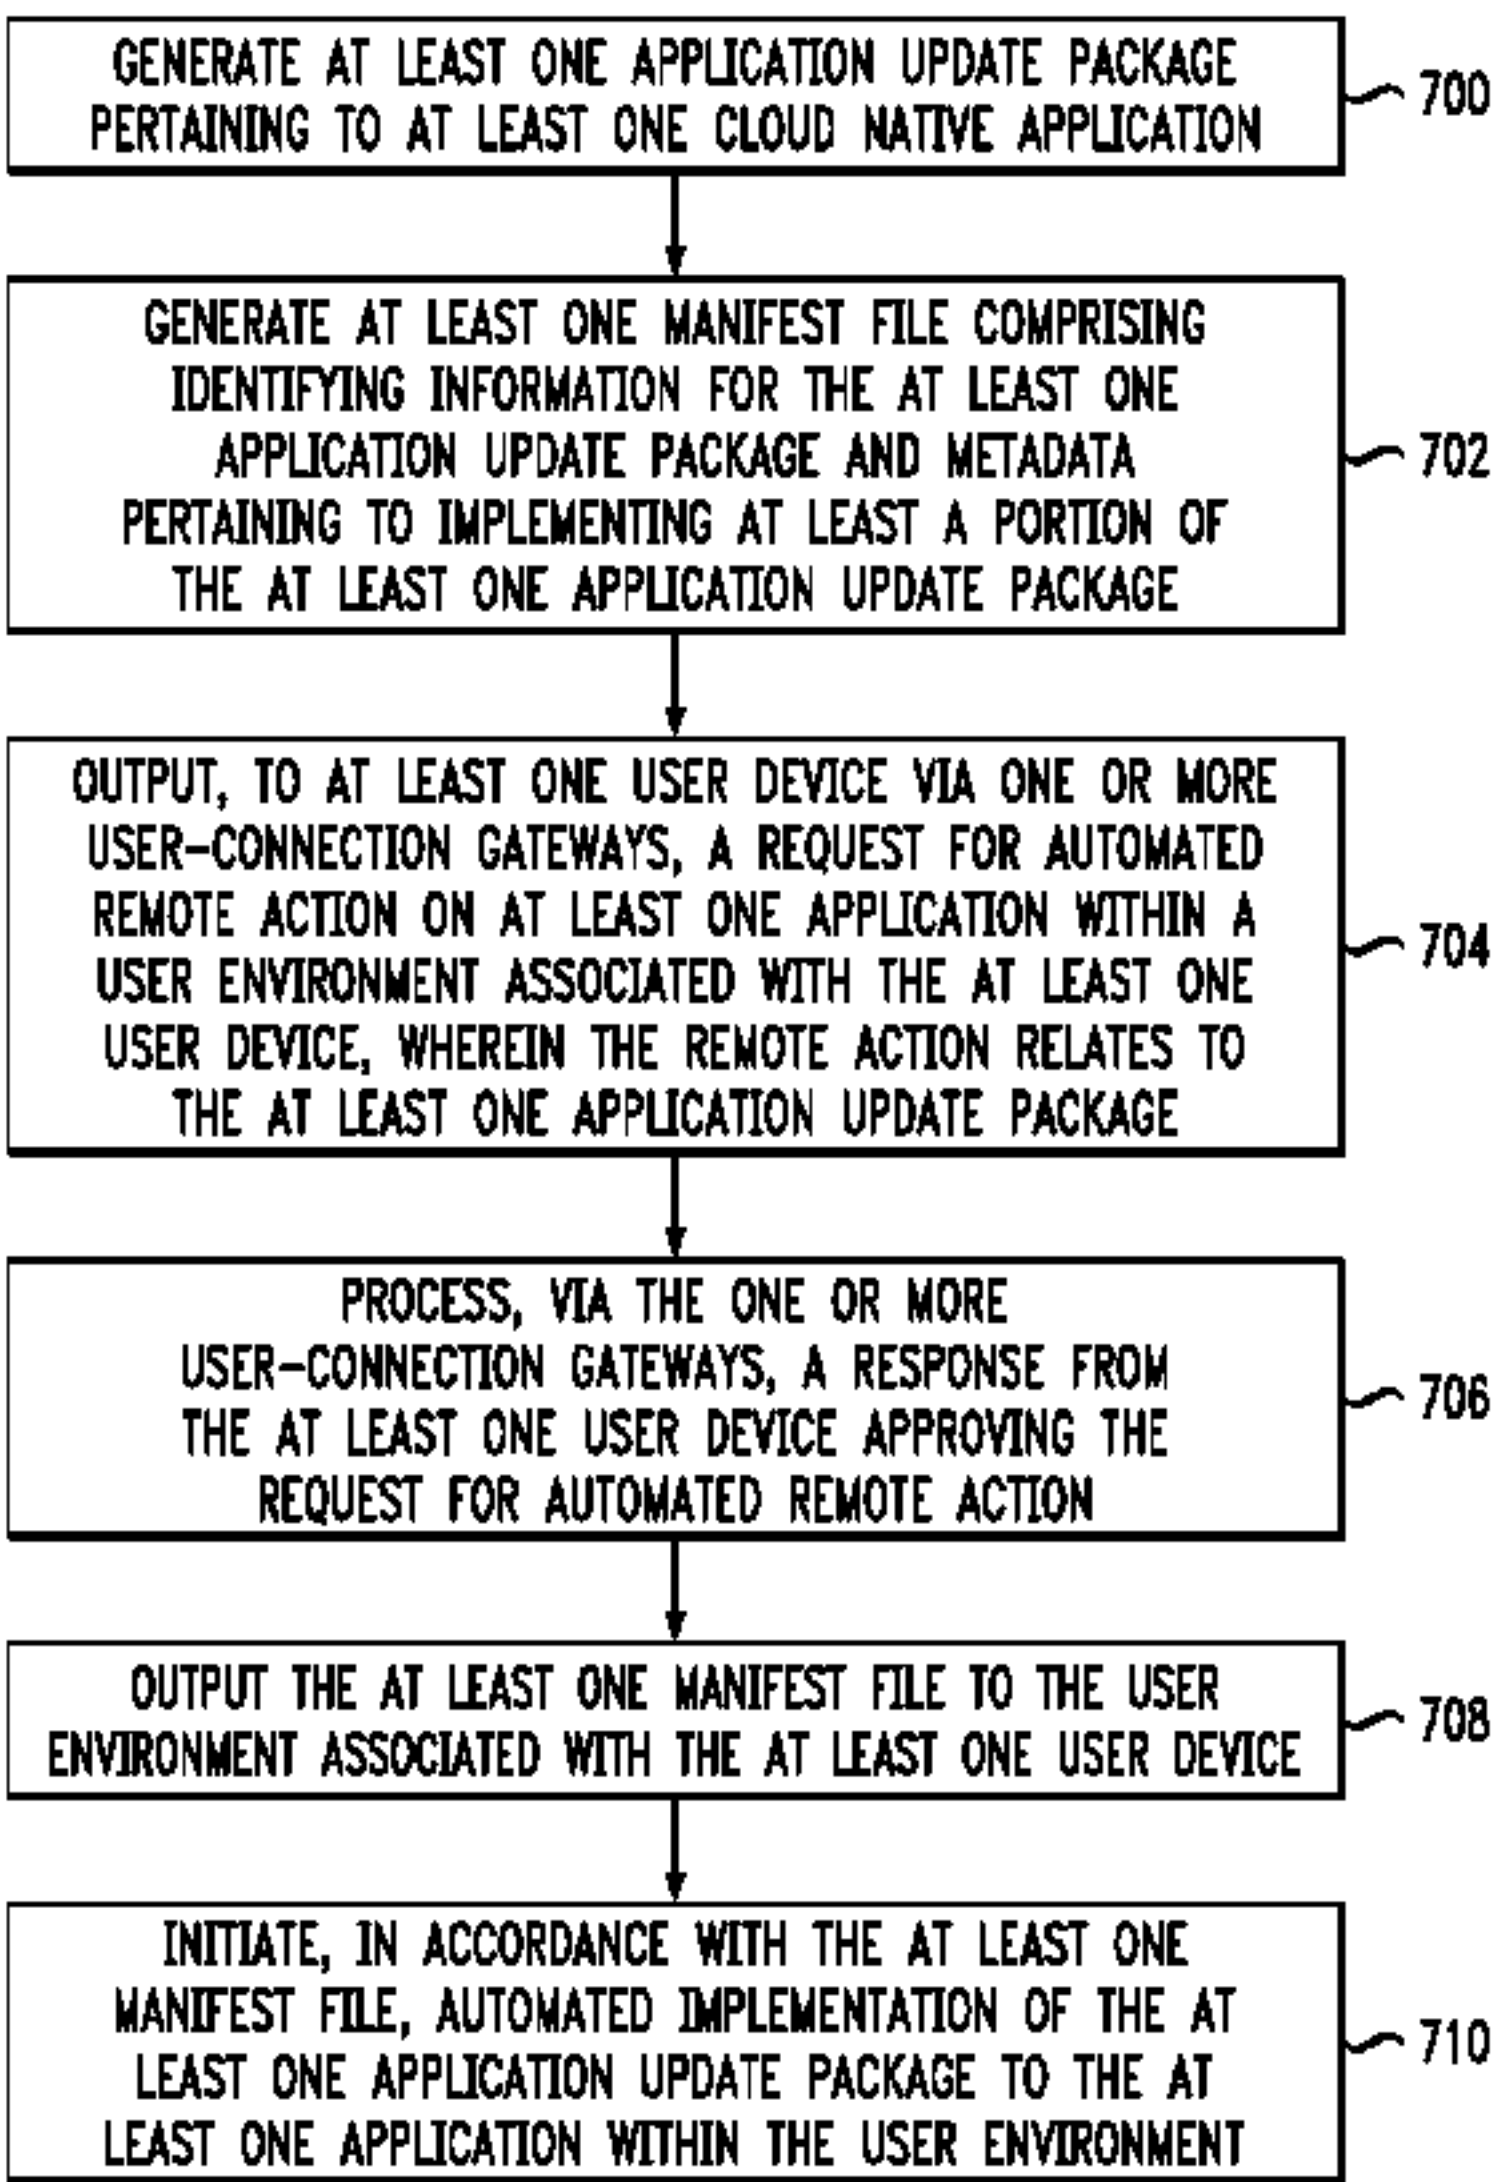 GENERATE AT LEAST ONE APPLICATION UPDATE PACKAGE
PERTAINING TO AT LEAST ONE CLOUD NATIVE APPLICATION
700
GENERATE AT LEAST ONE MANIFEST FILE COMPRISING
IDENTIFYING INFORMATION FOR THE AT LEAST ONE
APPLICATION UPDATE PACKAGE AND METADATA
PERTAINING TO IMPLEMENTING AT LEAST A PORTION OF
THE AT LEAST ONE APPLICATION UPDATE PACKAGE
702
OUTPUT, TO AT LEAST ONE USER DEVICE VIA ONE OR MORE
USER-CONNECTION GATEWAYS, A REQUEST FOR AUTOMATED
REMOTE ACTION ON AT LEAST ONE APPLICATION WITHIN A
USER ENVIRONMENT ASSOCIATED WITH THE AT LEAST ONE
USER DEVICE, WHEREIN THE REMOTE ACTION RELATES TO
THE AT LEAST ONE APPLICATION UPDATE PACKAGE
704
PROCESS, VIA THE ONE OR MORE
USER-CONNECTION GATEWAYS, A RESPONSE FROM
THE AT LEAST ONE USER DEVICE APPROVING THE
REQUEST FOR AUTOMATED REMOTE ACTION
706
OUTPUT THE AT LEAST ONE MANIFEST FILE TO THE USER
ENVIRONMENT ASSOCIATED WITH THE AT LEAST ONE USER DEVICE
708
INITIATE, IN ACCORDANCE WITH THE AT LEAST ONE
MANIFEST FILE, AUTOMATED IMPLEMENTATION OF THE AT
LEAST ONE APPLICATION UPDATE PACKAGE TO THE AT
LEAST ONE APPLICATION WITHIN THE USER ENVIRONMENT
710